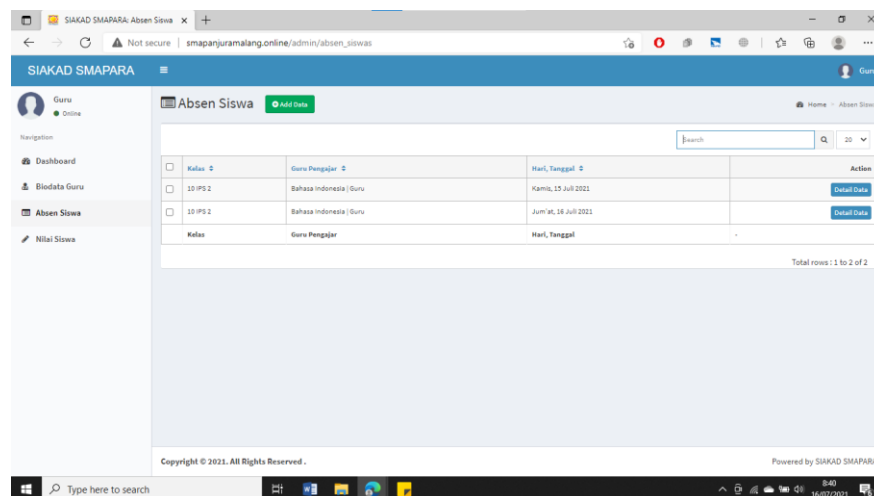 SIAKAD SMAPARA: Absen Siswa
Not secure | smapanjuramalang.online/admin/absen_siswas
SIAKAD SMAPARA
Guru
Guru
Online
Absen Siswa
Add Data
Home > Absen Sisw
Navigation
Dashboard
Biodata Guru
Absen Siswa
Nilai Siswa
Search
20
Kelas Guru Pengajar Hari, Tanggal Action
10 IPS 2 Bahasa Indonesia | Guru Kamis, 15 Juli 2021 Detail Data
10 IPS 2 Bahasa Indonesia | Guru Jum'at, 16 Juli 2021 Detail Data
Kelas Guru Pengajar Hari, Tanggal -
Total rows : 1 to 2 of 2
Copyright © 2021. All Rights Reserved .
Powered by SIAKAD SMAPAR
Type here to search
8:40
16/07/2021